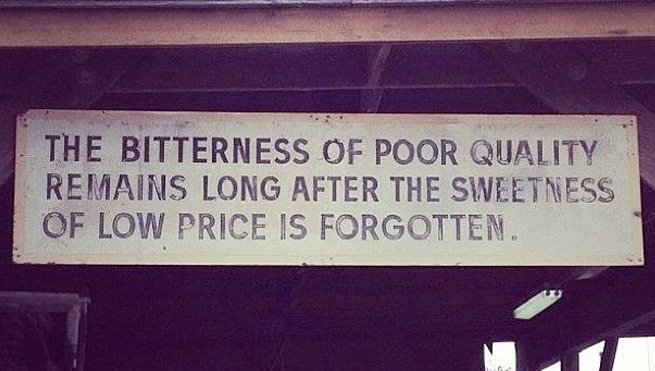 THE BITTERNESS OF POOR QUALITY
REMAINS LONG AFTER THE SWEETNESS
OF LOW PRICE IS FORGOTTEN.